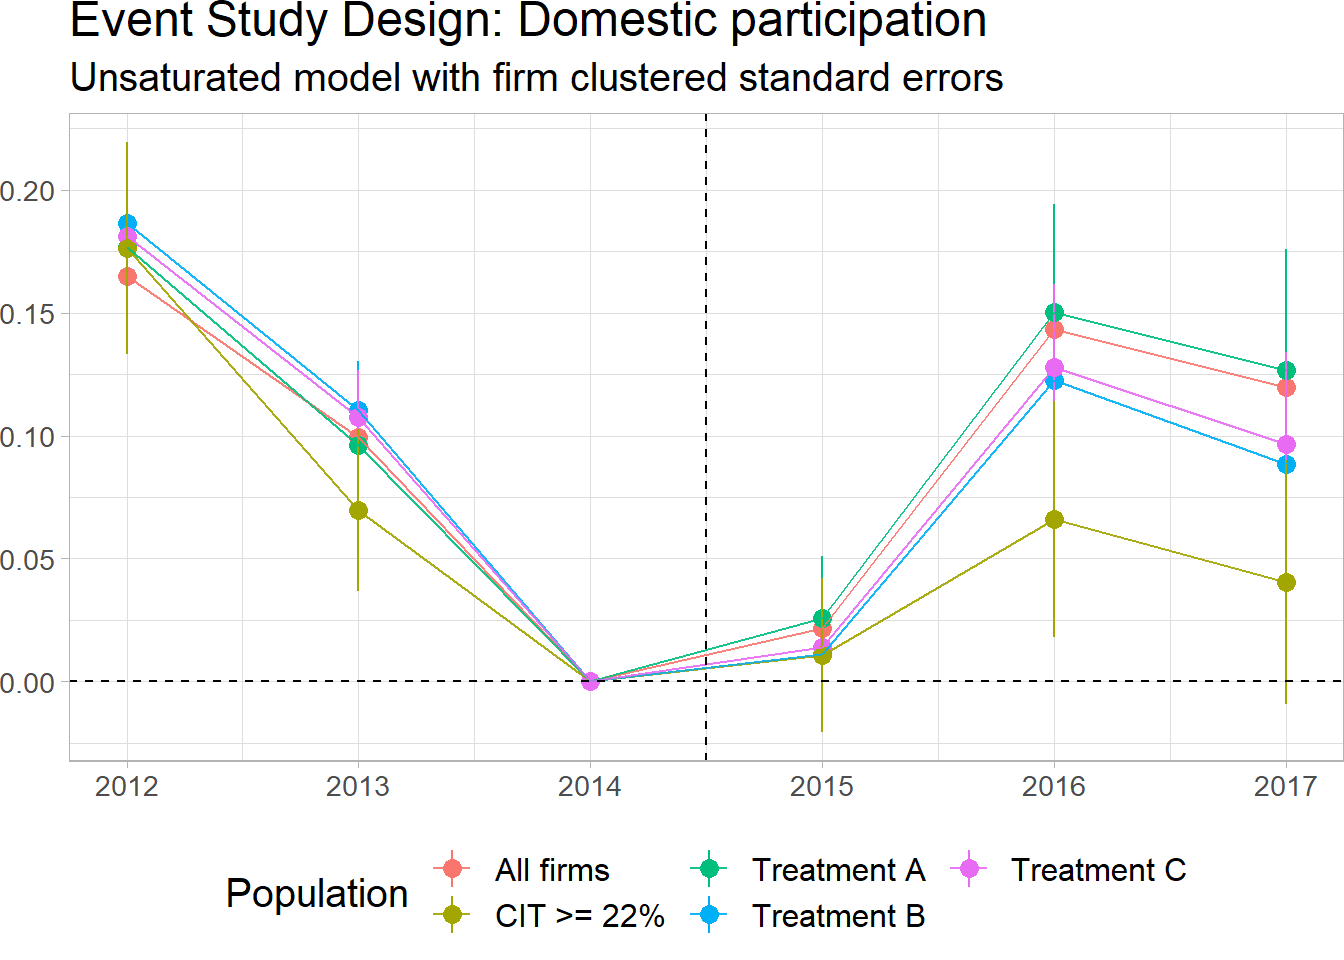 Event Study Design: Domestic participation
Unsaturated model with firm clustered standard errors
0.20
0.15
0.10
0.05
0.00
2012 2013 2014 2015 2016 2017
Population
All firms Treatment A Treatment C
CIT >= 22% Treatment B